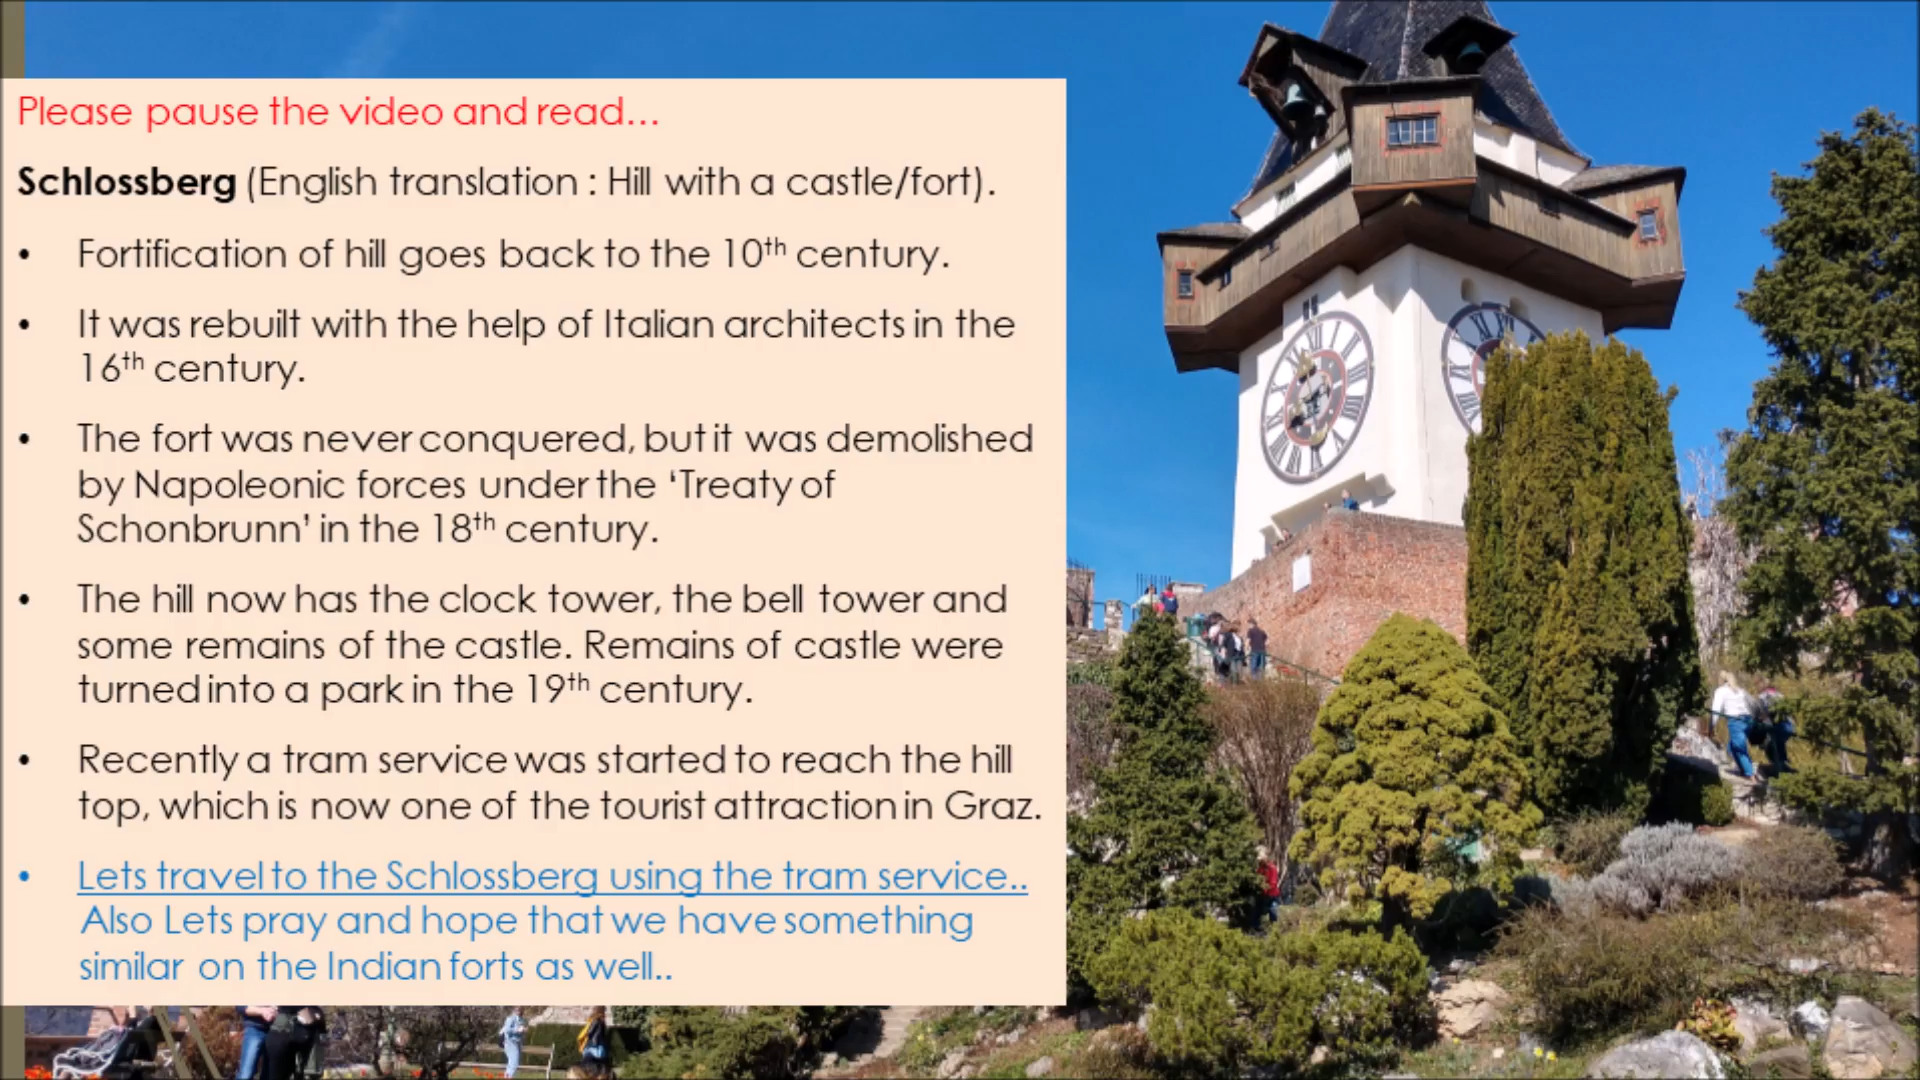 Please pause the video and read...
Schlossberg (English translation : Hill with a castle/fort).
• Fortification of hill goes back to the 10th century.
• It was rebuilt with the help of Italian architects in the
16th century.
• The fort was never conquered, but it was demolished
by Napoleonic forces under the ‘Treaty of
Schonbrunn’ in the 18th century.
• The hill now has the clock tower, the bell tower and
some remains of the castle. Remains of castle were
turned into a park in the 19th century.
• Recently a tram service was started to reach the hill
top, which is now one of the tourist attraction in Graz.
• Lets travel to the Schlossberg using the tram service..
Also Lets pray and hope that we have something
similar on the Indian forts as well..